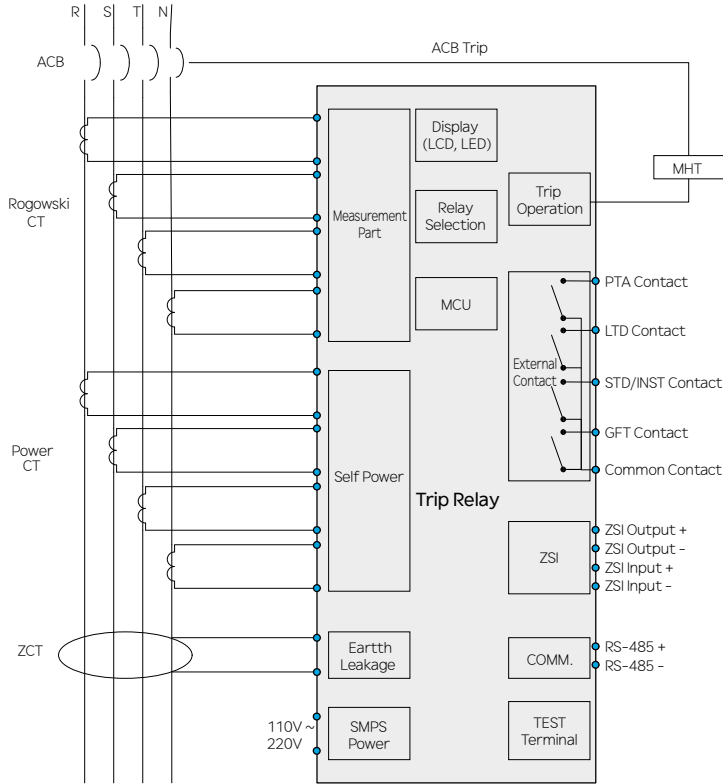 R S T N
ACB
ACB Trip
Display
(LCD, LED)
MHT
Trip
Operation
Rogowski
CT
Measurement
Part
Relay
Selection
MCU
PTA Contact
LTD Contact
External
Contact
STD/INST Contact
GFT Contact
Common Contact
Power
CT
Self Power
Trip Relay
ZSI
ZSI Output +
ZSI Output -
ZSI Input +
ZSI Input -
ZCT
Eartth
Leakage
COMM.
RS-485 +
RS-485 -
110V ~
220V
SMPS
Power
TEST
Terminal